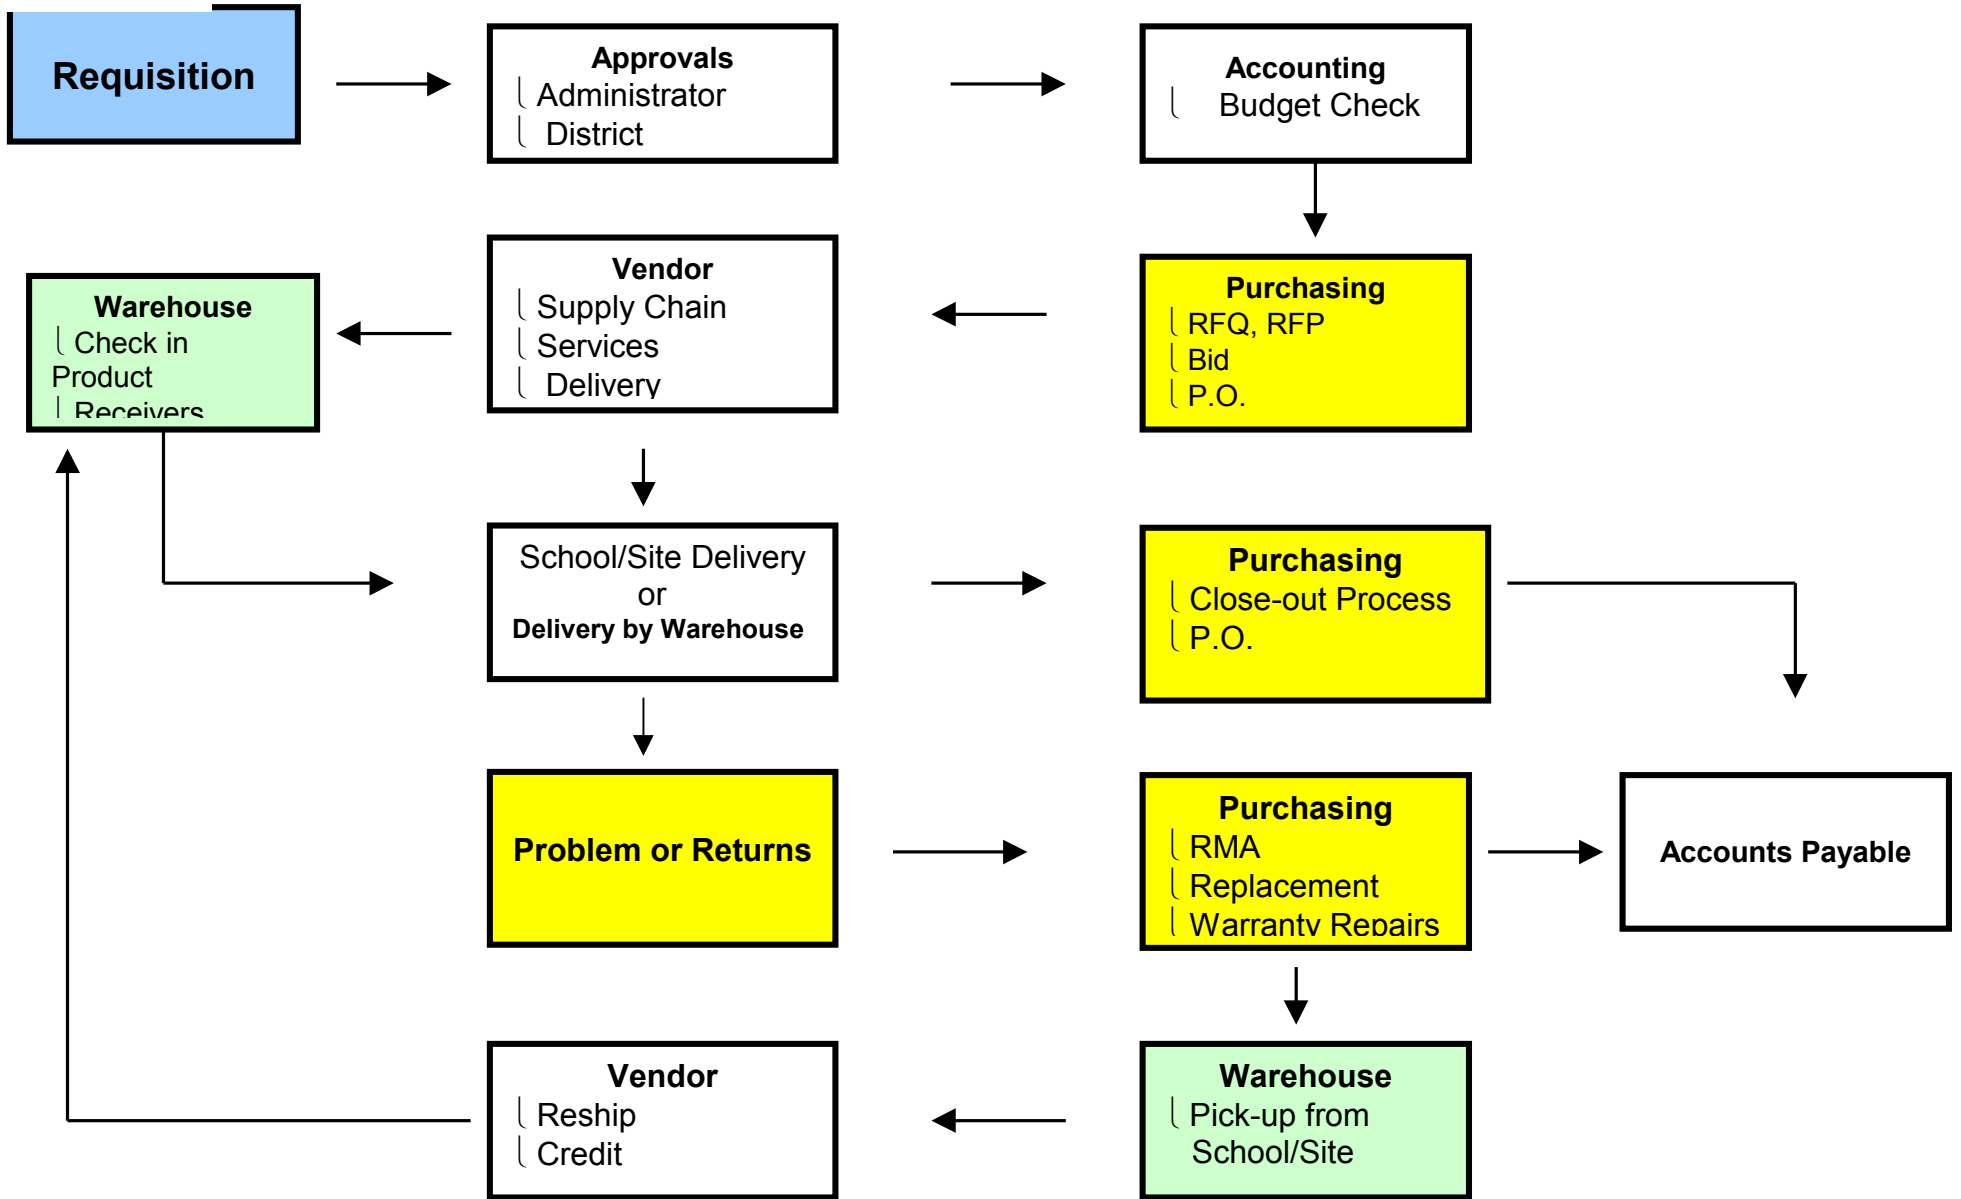 Requisition
Approvals
Administrator
District
Accounting
Budget Check
Vendor
Supply Chain
Services
Delivery
Purchasing
RFQ, RFP
Bid
P.O.
Warehouse
Check in
Product
Receivers
School/Site Delivery
or
Delivery by Warehouse
Purchasing
Close-out Process
P.O.
Problem or Returns
Purchasing
RMA
Replacement
Warranty Repairs
Accounts Payable
Vendor
Reship
Credit
Warehouse
Pick-up from
School/Site